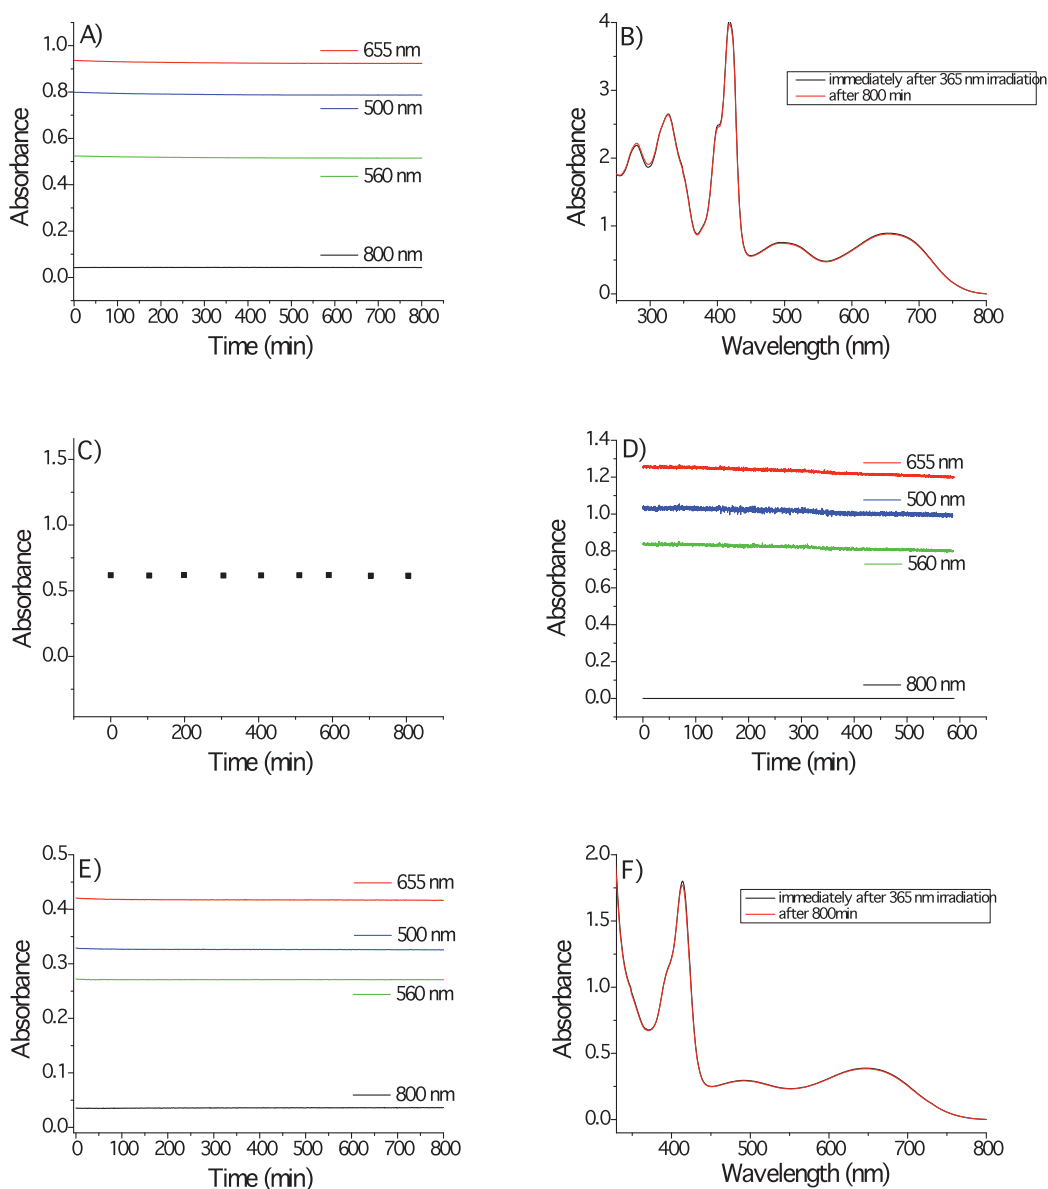 A)
1.0
0.8
0.6
0.4
0.2
0.0
Absorbance
655 nm
500 nm
560 nm
800 nm
0 100 200 300 400 500 600 700 800
Time (min)
B)
4
3
2
1
0
Absorbance
immediately after 365 nm irradiation
after 800 min
300 400 500 600 700 800
Wavelength (nm)
C)
1.5
1.0
0.5
0.0
Absorbance
0 200 400 600 800
Time (min)
D)
1.4
1.2
1.0
0.8
0.6
0.4
0.2
0.0
Absorbance
655 nm
500 nm
560 nm
800 nm
0 100 200 300 400 500 600
Time (min)
E)
0.5
0.4
0.3
0.2
0.1
0.0
Absorbance
655 nm
500 nm
560 nm
800 nm
0 100 200 300 400 500 600 700 800
Time (min)
F)
2.0
1.5
1.0
0.5
0.0
Absorbance
immediately after 365 nm irradiation
after 800min
400 500 600 700 800
Wavelength (nm)